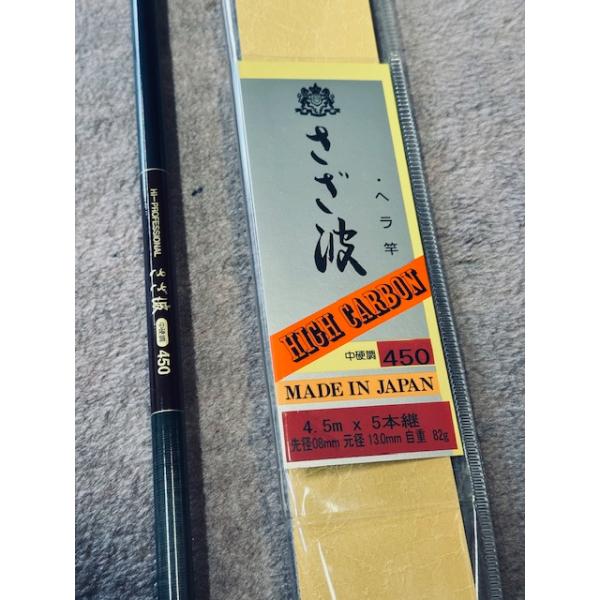 HI-PROFESSIONAL さざ波 中硬調 450
さざ波
・ヘラ竿
HIGH CARBON
中硬調 450
MADE IN JAPAN
4.5m x 5本継
先径08mm 元径 13.0mm 自重 82g